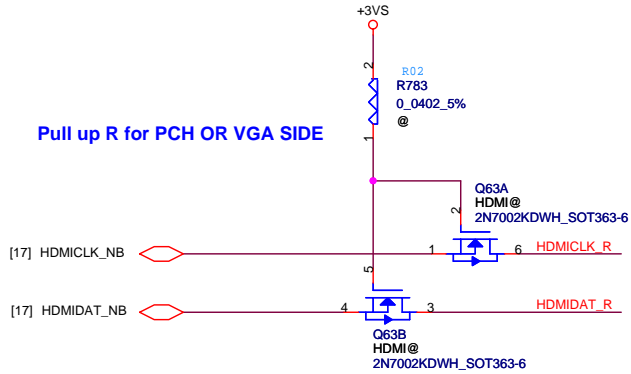 +3VS
2
R02
R783
0_0402_5%
@
Pull up R for PCH OR VGA SIDE
1
Q63A
HDMI@
2N7002KDWH_SOT363-6
2
[17] HDMICLK_NB
1
6
HDMICLK_R
5
[17] HDMIDAT_NB
4
3
HDMIDAT_R
Q63B
HDMI@
2N7002KDWH_SOT363-6